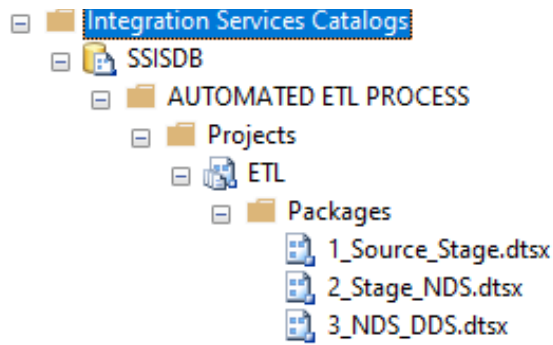 Integration Services Catalogs
SSISDB
AUTOMATED ETL PROCESS
Projects
ETL
Packages
1_Source_Stage.dtsx
2_Stage_NDS.dtsx
3_NDS_DDS.dtsx